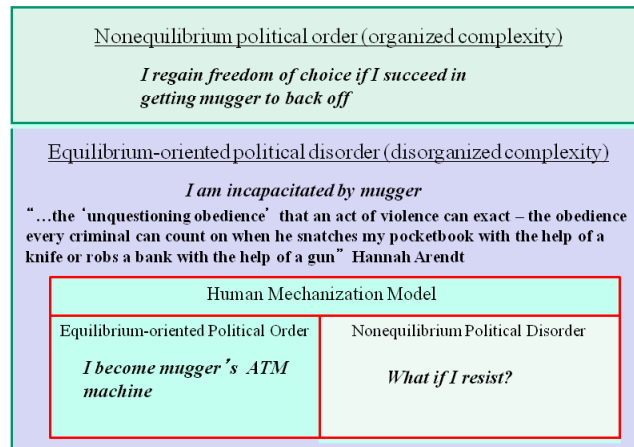 Nonequilibrium political order (organized complexity)
I regain freedom of choice if I succeed in
getting mugger to back off
Equilibrium-oriented political disorder (disorganized complexity)
I am incapacitated by mugger
“…the ‘unquestioning obedience’ that an act of violence can exact – the obedience
every criminal can count on when he snatches my pocketbook with the help of a
knife or robs a bank with the help of a gun” Hannah Arendt
Human Mechanization Model
Equilibrium-oriented Political Order
I become mugger’s ATM
machine
Nonequilibrium Political Disorder
What if I resist?